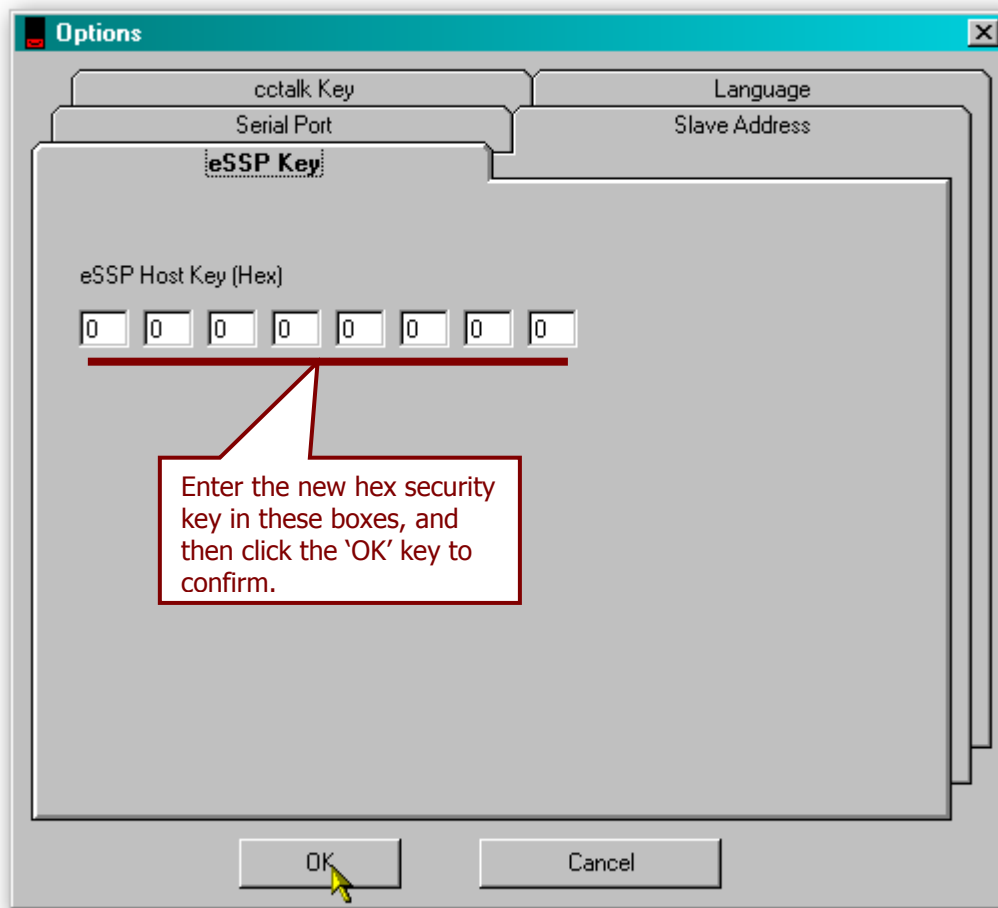 Options
cctalk Key
Language
Serial Port
Slave Address
eSSP Key
eSSP Host Key (Hex)
0 0 0 0 0 0 0 0
Enter the new hex security
key in these boxes, and
then click the ‘OK’ key to
confirm.
OK
Cancel